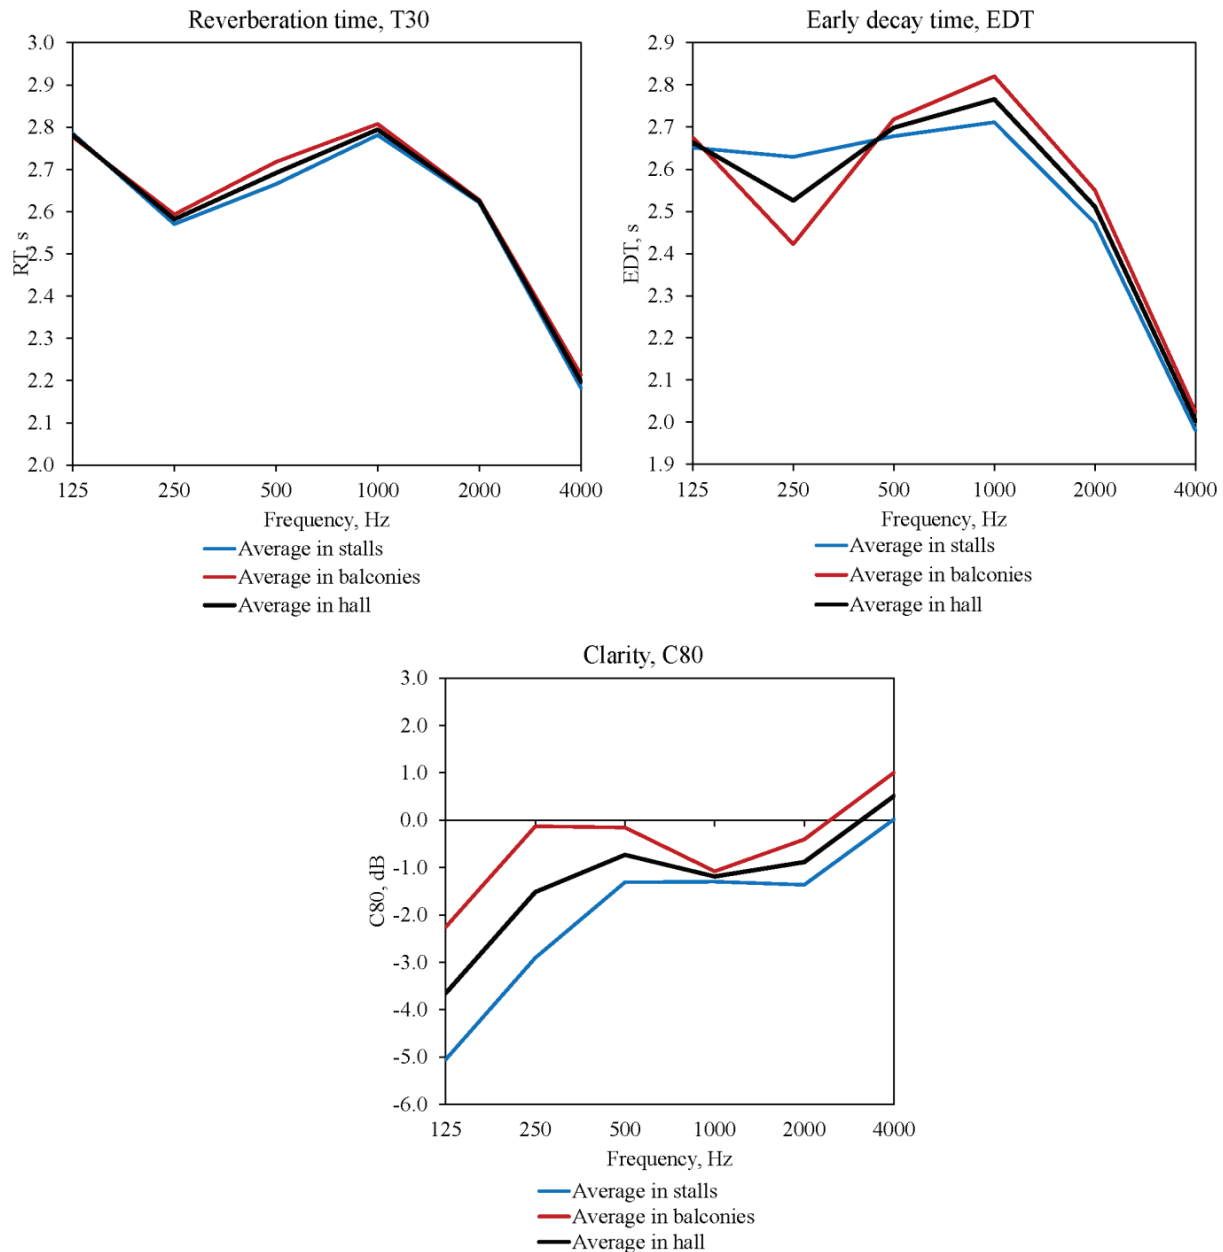 Reverberation time, T30
3.0
2.9
2.8
2.7
2.6
2.5
2.4
2.3
2.2
2.1
2.0
RT, s
125 250 500 1000 2000 4000
Frequency, Hz
Average in stalls
Average in balconies
Average in hall
Early decay time, EDT
2.9
2.8
2.7
2.6
2.5
2.4
2.3
2.2
2.1
2.0
1.9
EDT, s
125 250 500 1000 2000 4000
Frequency, Hz
Average in stalls
Average in balconies
Average in hall
Clarity, C80
3.0
2.0
1.0
0.0
-1.0
-2.0
-3.0
-4.0
-5.0
-6.0
C80, dB
125 250 500 1000 2000 4000
Frequency, Hz
Average in stalls
Average in balconies
Average in hall